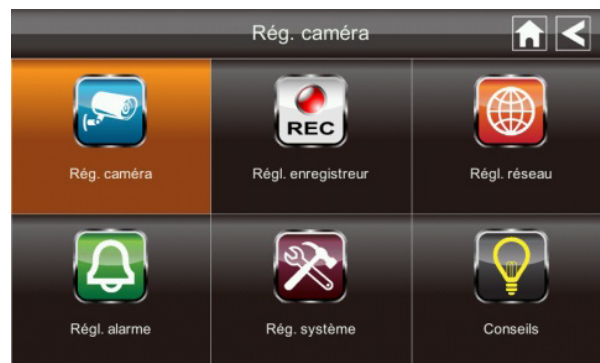 Rég. caméra
REC
Rég. caméra
Régl. enregistreur
Régl. réseau
Régl. alarme
Rég. système
Conseils